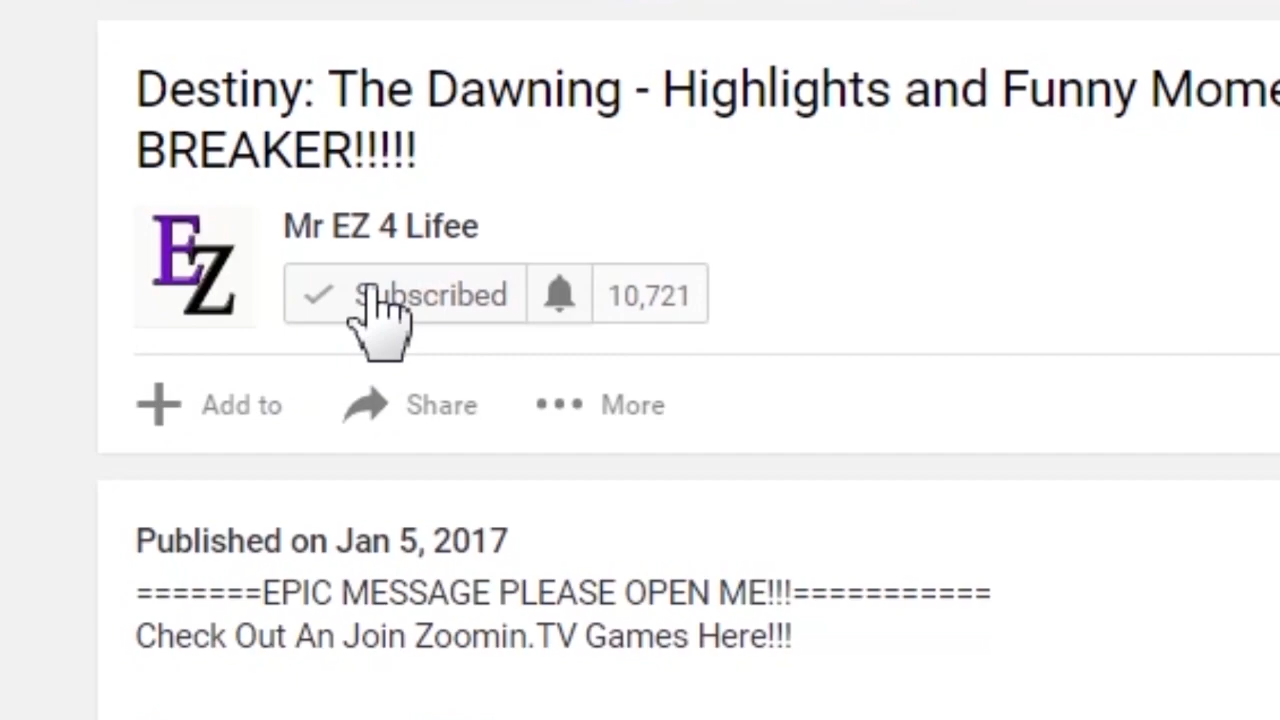 Destiny: The Dawning - Highlights and Funny
BREAKER!!!!!
EZ
Mr EZ 4 Lifee
Subscribed 10,721
Add to Share More
Published on Jan 5, 2017
=======EPIC MESSAGE PLEASE OPEN ME!!!===========
Check Out An Join Zoomin.TV Games Here!!!